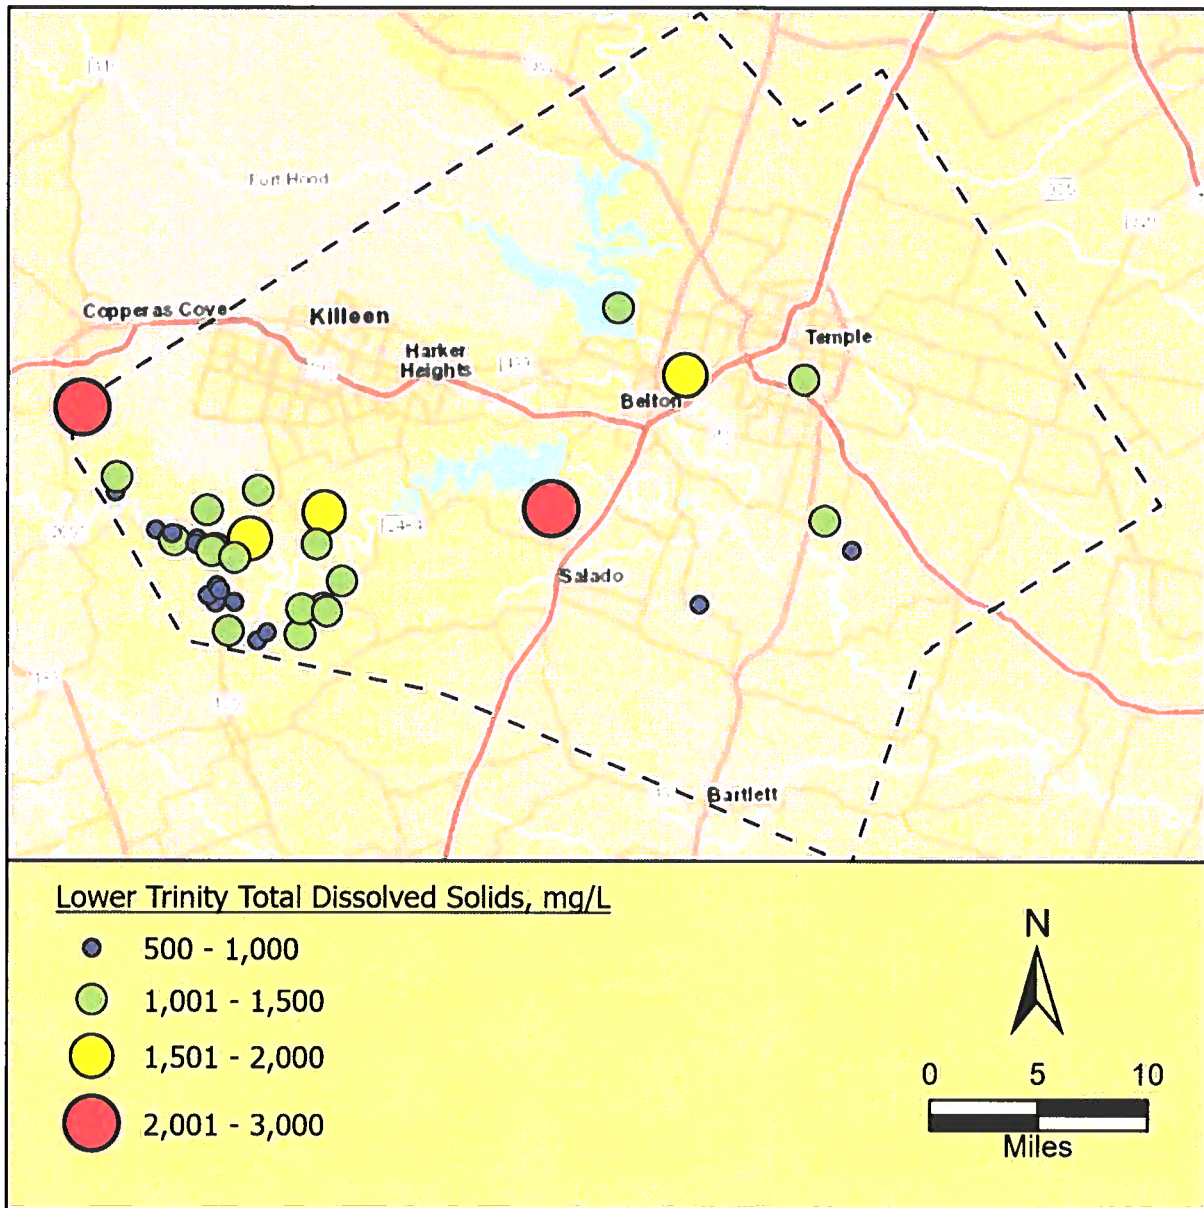 Fort Hood
Copperas Cove
Killeen
Harker
Heights
Temple
Belton
Salado
Bartlett
Lower Trinity Total Dissolved Solids, mg/L
500 - 1,000
1,001 - 1,500
1,501 - 2,000
2,001 - 3,000
N
0 5 10
Miles